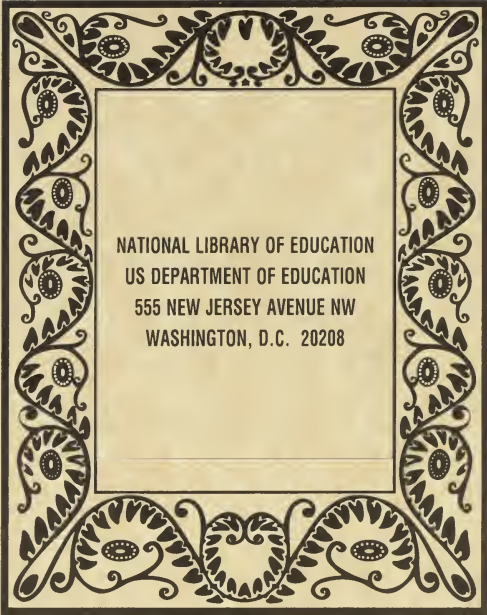 NATIONAL LIBRARY OF EDUCATION
US DEPARTMENT OF EDUCATION
555 NEW JERSEY AVENUE NW
WASHINGTON, D.C. 20208